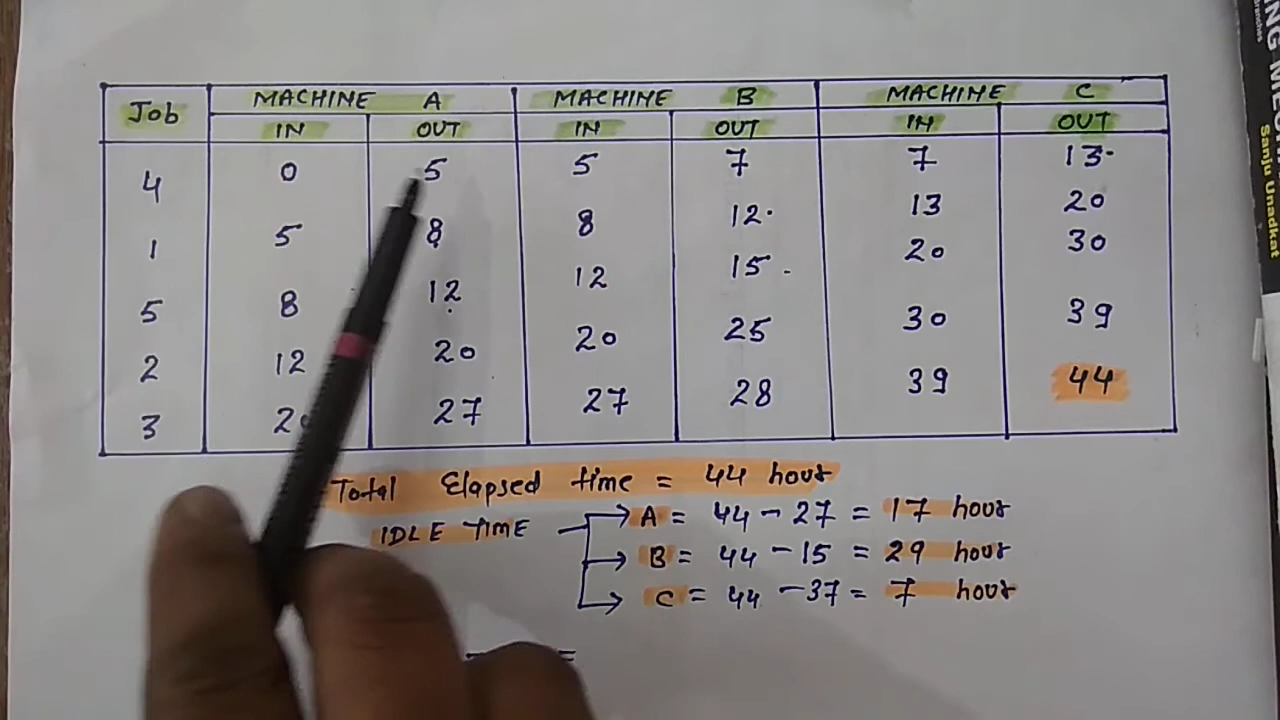 Job MACHINE A MACHINE B MACHINE C
IN OUT IN OUT IN OUT
4 0 5 5 7 7 13
1 5 8 8 12 13 20
5 8 12 12 15 20 30
2 12 20 20 25 30 39
3 20 27 27 28 39 44
Total Elapsed time = 44 hour
IDLE TIME A = 44 - 27 = 17 hour
B = 44 - 15 = 29 hour
C = 44 - 37 = 7 hour
=
Sanju Unadkat